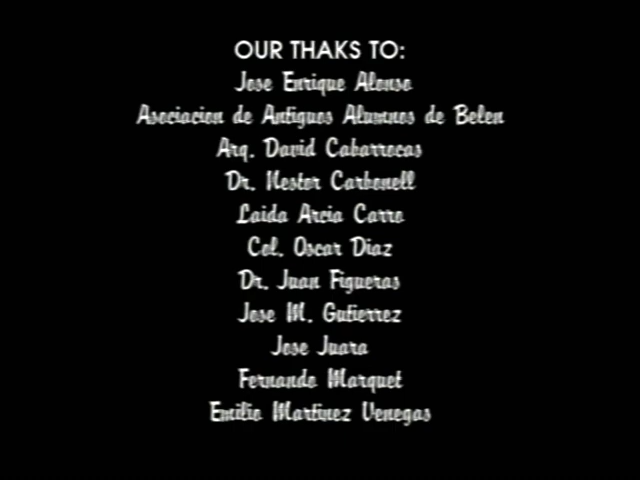 OUR THAKS TO:
Jose Enrique Alonso
Asociacion de Antiguos Alumnos de Belen
Arq. David Cabarrocas
Dr. Nestor Carbonell
Laida Arcia Carro
Col. Oscar Diaz
Dr. Juan Figueras
Jose M. Gutierrez
Jose Juara
Fernando Marquet
Emilio Martinez Venegas